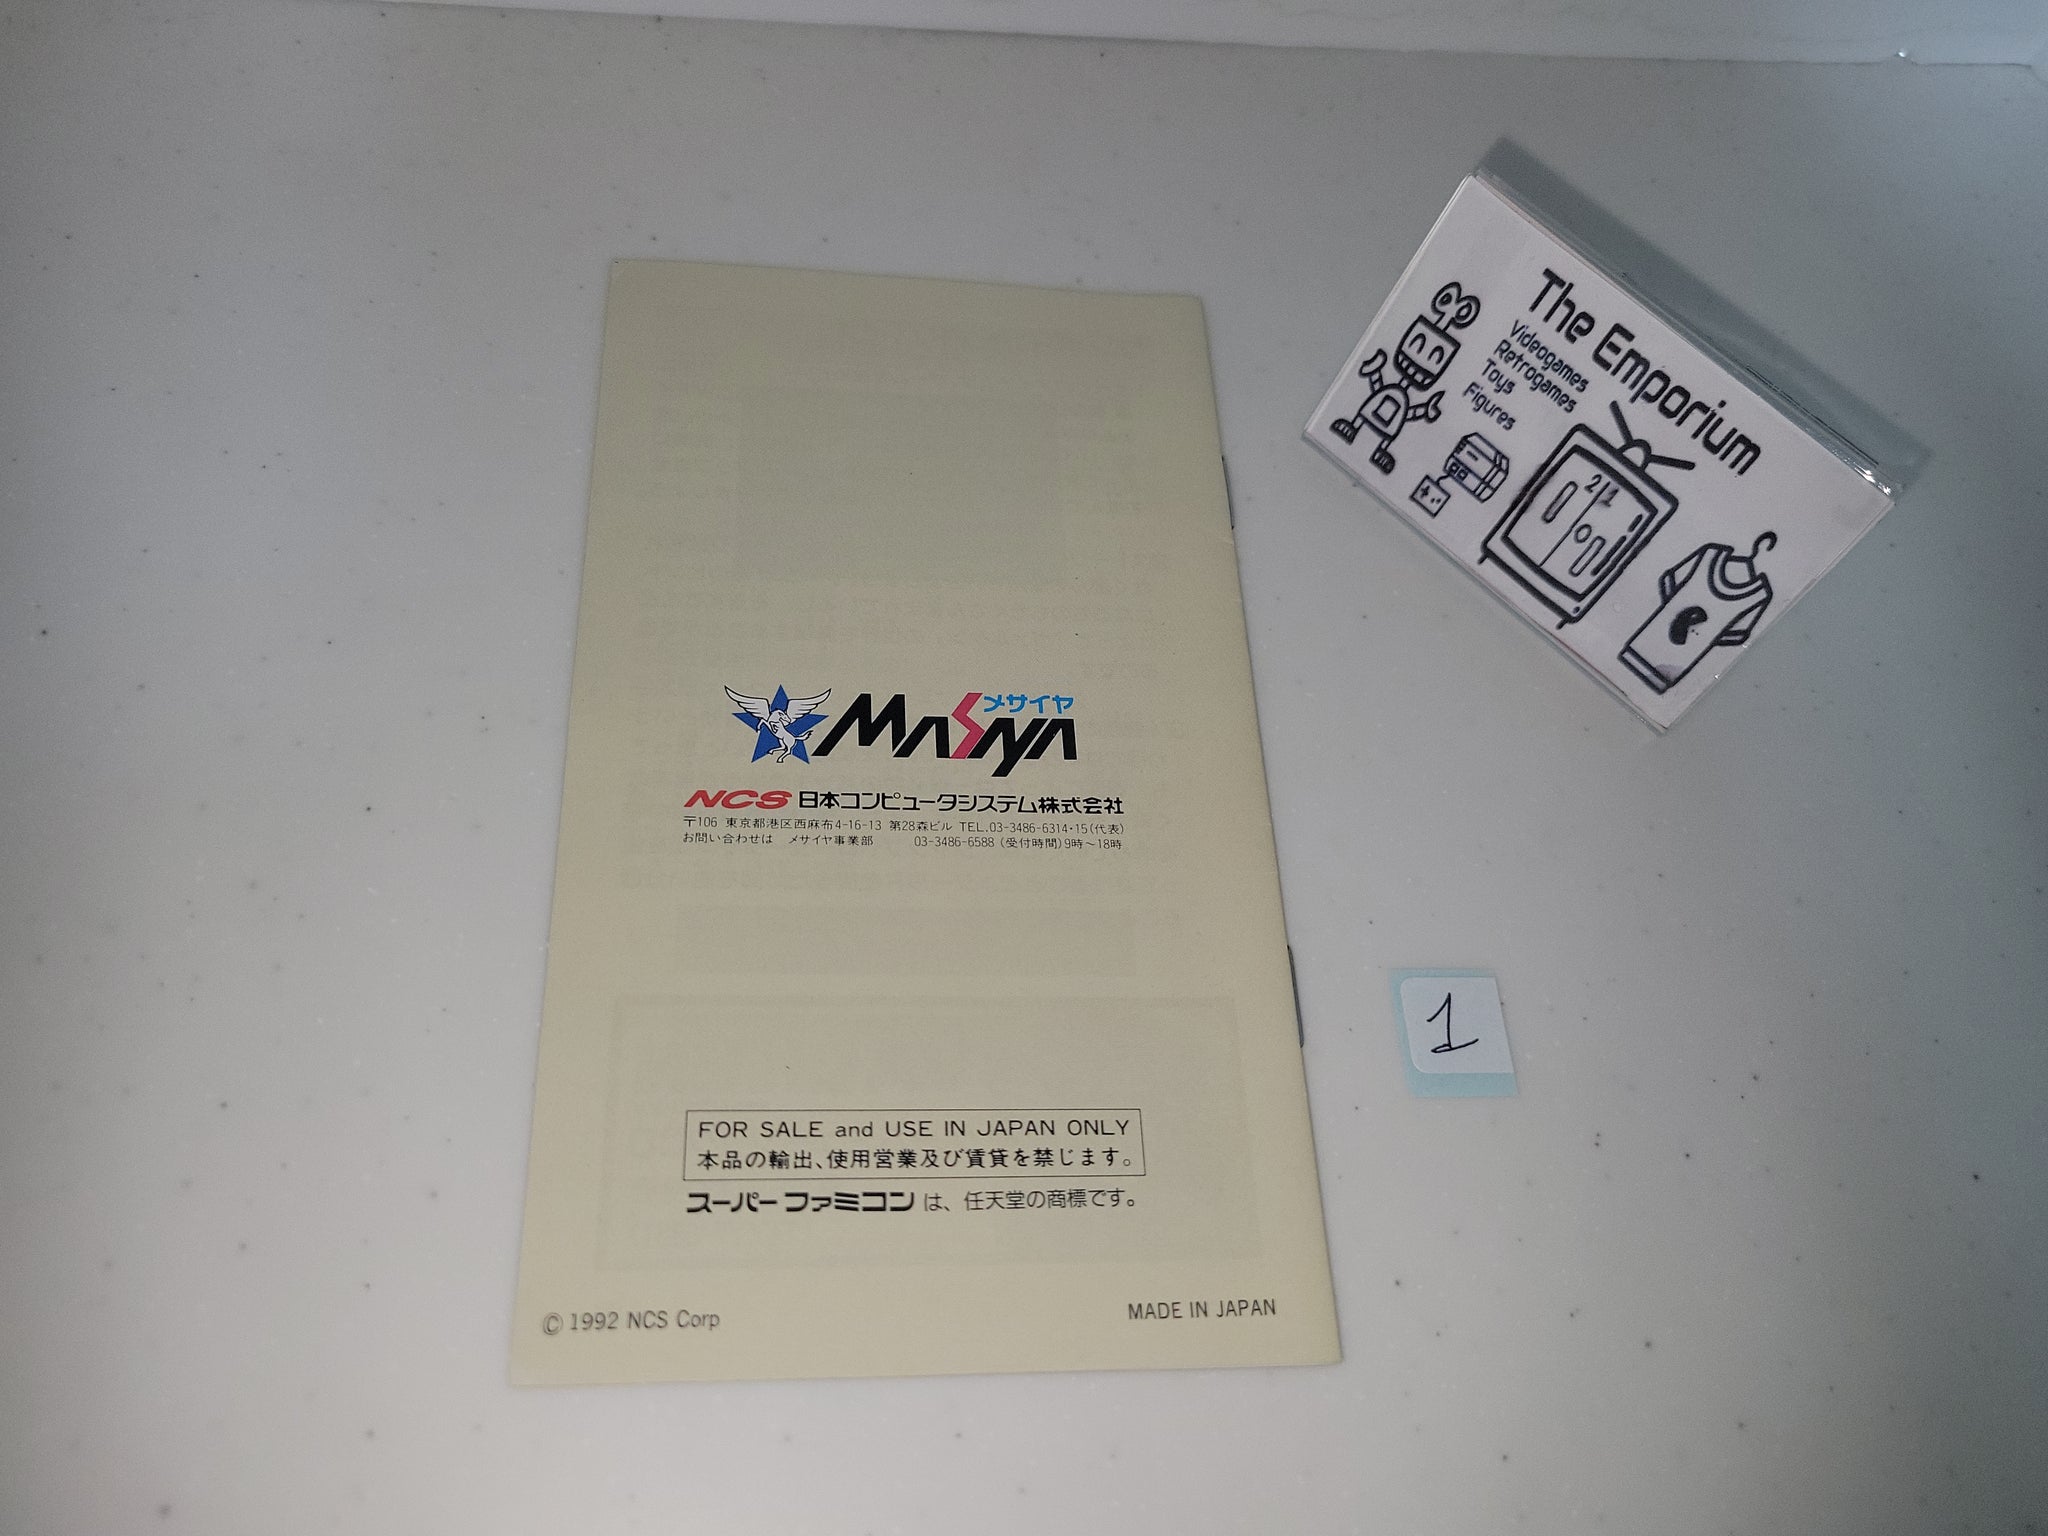 The Emporium
Videogames
Retrogames
Toys
Figures
21
メサイヤ
MASAYA
NCS 日本コンピュータシステム株式会社
〒106 東京都港区西麻布4-16-13 第28森ビル TEL.03-3486-6314・15(代表)
お問い合わせは メサイヤ事業部 03-3486-6588 (受付時間)9時〜18時
1
FOR SALE and USE IN JAPAN ONLY
本品の輸出、使用営業及び賃貸を禁じます。
スーパーファミコンは、任天堂の商標です。
© 1992 NCS Corp
MADE IN JAPAN